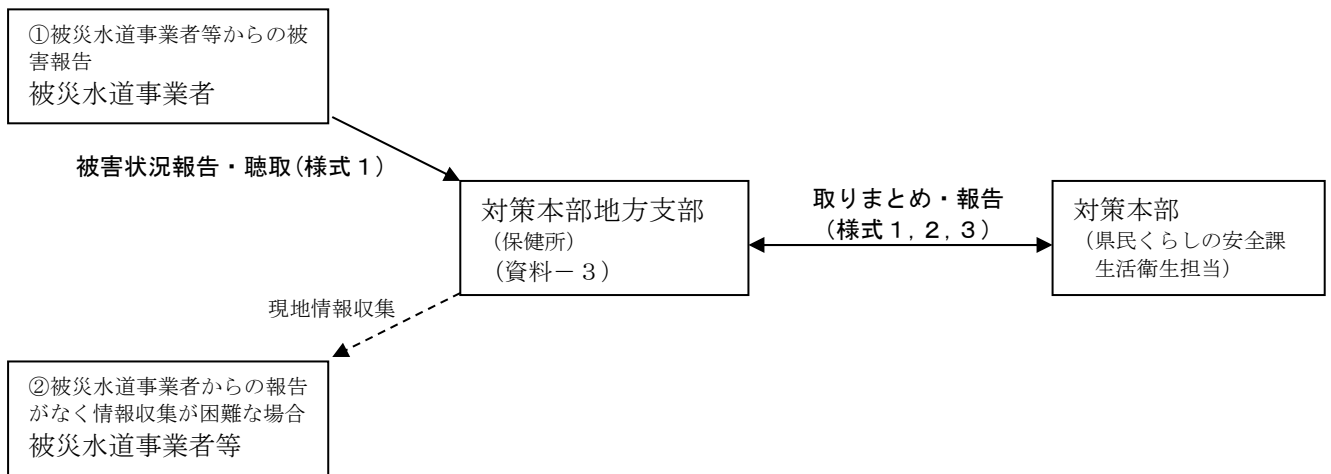 ①被災水道事業者等からの被
害報告
被災水道事業者
被害状況報告・聴取(様式１)
対策本部地方支部
（保健所）
（資料－３）
取りまとめ・報告
(様式１,２,３)
対策本部
（県民くらしの安全課
生活衛生担当）
現地情報収集
②被災水道事業者からの報告
がなく情報収集が困難な場合
被災水道事業者等